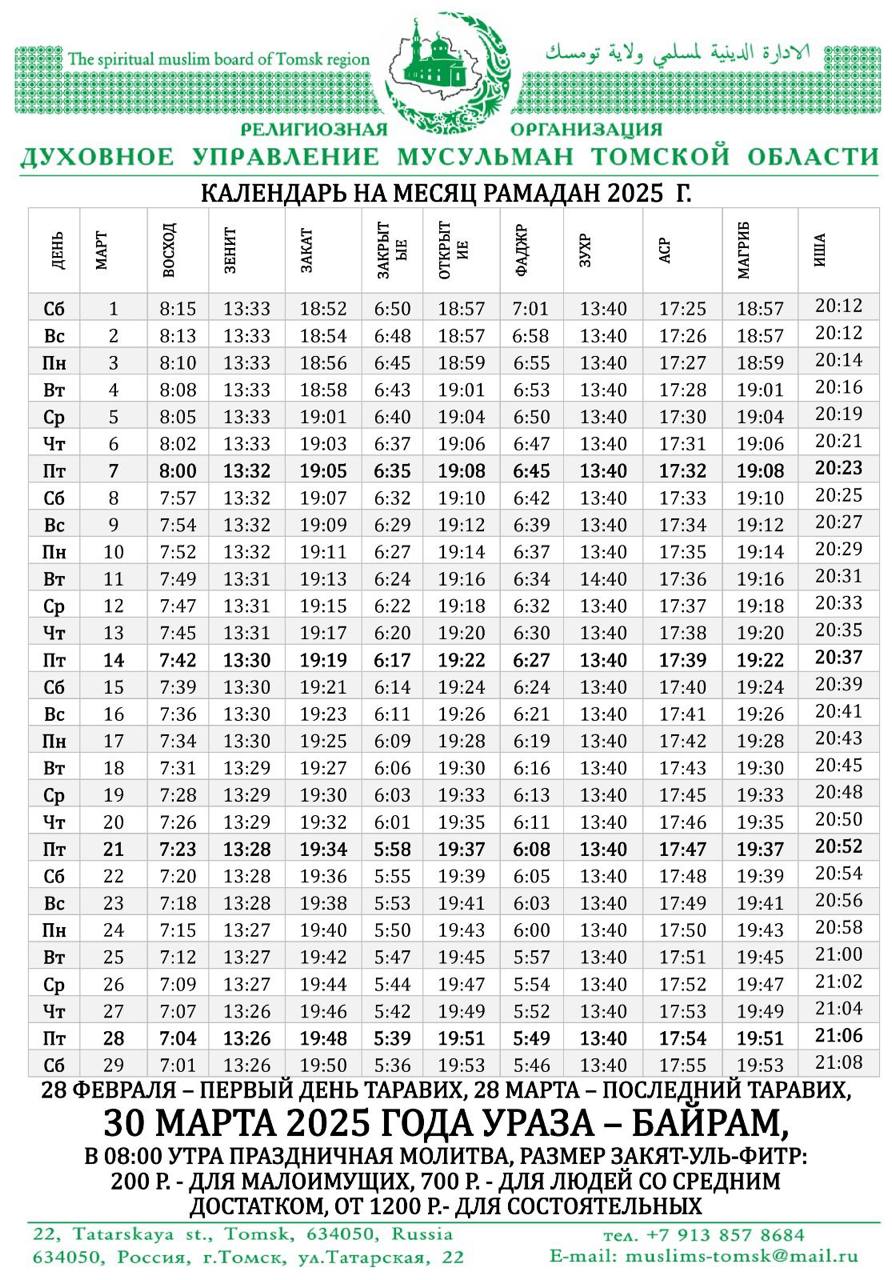 The spiritual muslim board of Tomsk region
الادارة الدينية لمسلمي ولاية تومسك
РЕЛИГИОЗНАЯ ОРГАНИЗАЦИЯ
ДУХОВНОЕ УПРАВЛЕНИЕ МУСУЛЬМАН ТОМСКОЙ ОБЛАСТИ
КАЛЕНДАРЬ НА МЕСЯЦ РАМАДАН 2025 Г.
ДЕНЬ МАРТ ВОСХОД ЗЕНИТ ЗАКАТ ЗАКРЫТЫЕ ОТКРЫТИЕ ФАДЖР ЗУХР АСР МАГРИБ ИША
Сб 1 8:15 13:33 18:52 6:50 18:57 7:01 13:40 17:25 18:57 20:12
Вс 2 8:13 13:33 18:54 6:48 18:57 6:58 13:40 17:26 18:57 20:12
Пн 3 8:10 13:33 18:56 6:45 18:59 6:55 13:40 17:27 18:59 20:14
Вт 4 8:08 13:33 18:58 6:43 19:01 6:53 13:40 17:28 19:01 20:16
Ср 5 8:05 13:33 19:01 6:40 19:04 6:50 13:40 17:30 19:04 20:19
Чт 6 8:02 13:33 19:03 6:37 19:06 6:47 13:40 17:31 19:06 20:21
Пт 7 8:00 13:32 19:05 6:35 19:08 6:45 13:40 17:32 19:08 20:23
Сб 8 7:57 13:32 19:07 6:32 19:10 6:42 13:40 17:33 19:10 20:25
Вс 9 7:54 13:32 19:09 6:29 19:12 6:39 13:40 17:34 19:12 20:27
Пн 10 7:52 13:32 19:11 6:27 19:14 6:37 13:40 17:35 19:14 20:29
Вт 11 7:49 13:31 19:13 6:24 19:16 6:34 14:40 17:36 19:16 20:31
Ср 12 7:47 13:31 19:15 6:22 19:18 6:32 13:40 17:37 19:18 20:33
Чт 13 7:45 13:31 19:17 6:20 19:20 6:30 13:40 17:38 19:20 20:35
Пт 14 7:42 13:30 19:19 6:17 19:22 6:27 13:40 17:39 19:22 20:37
Сб 15 7:39 13:30 19:21 6:14 19:24 6:24 13:40 17:40 19:24 20:39
Вс 16 7:36 13:30 19:23 6:11 19:26 6:21 13:40 17:41 19:26 20:41
Пн 17 7:34 13:30 19:25 6:09 19:28 6:19 13:40 17:42 19:28 20:43
Вт 18 7:31 13:29 19:27 6:06 19:30 6:16 13:40 17:43 19:30 20:45
Ср 19 7:28 13:29 19:30 6:03 19:33 6:13 13:40 17:45 19:33 20:48
Чт 20 7:26 13:29 19:32 6:01 19:35 6:11 13:40 17:46 19:35 20:50
Пт 21 7:23 13:28 19:34 5:58 19:37 6:08 13:40 17:47 19:37 20:52
Сб 22 7:20 13:28 19:36 5:55 19:39 6:05 13:40 17:48 19:39 20:54
Вс 23 7:18 13:28 19:38 5:53 19:41 6:03 13:40 17:49 19:41 20:56
Пн 24 7:15 13:27 19:40 5:50 19:43 6:00 13:40 17:50 19:43 20:58
Вт 25 7:12 13:27 19:42 5:47 19:45 5:57 13:40 17:51 19:45 21:00
Ср 26 7:09 13:27 19:44 5:44 19:47 5:54 13:40 17:52 19:47 21:02
Чт 27 7:07 13:26 19:46 5:42 19:49 5:52 13:40 17:53 19:49 21:04
Пт 28 7:04 13:26 19:48 5:39 19:51 5:49 13:40 17:54 19:51 21:06
Сб 29 7:01 13:26 19:50 5:36 19:53 5:46 13:40 17:55 19:53 21:08
28 ФЕВРАЛЯ – ПЕРВЫЙ ДЕНЬ ТАРАВИХ, 28 МАРТА – ПОСЛЕДНИЙ ТАРАВИХ,
30 МАРТА 2025 ГОДА УРАЗА – БАЙРАМ,
В 08:00 УТРА ПРАЗДНИЧНАЯ МОЛИТВА, РАЗМЕР ЗАКЯТ-УЛЬ-ФИТР:
200 Р. - ДЛЯ МАЛОИМУЩИХ, 700 Р. - ДЛЯ ЛЮДЕЙ СО СРЕДНИМ
ДОСТАТКОМ, ОТ 1200 Р.- ДЛЯ СОСТОЯТЕЛЬНЫХ
22, Tatarskaya st., Tomsk, 634050, Russia
тел. +7 913 857 8684
634050, Россия, г.Томск, ул.Татарская, 22
E-mail: muslims-tomsk@mail.ru